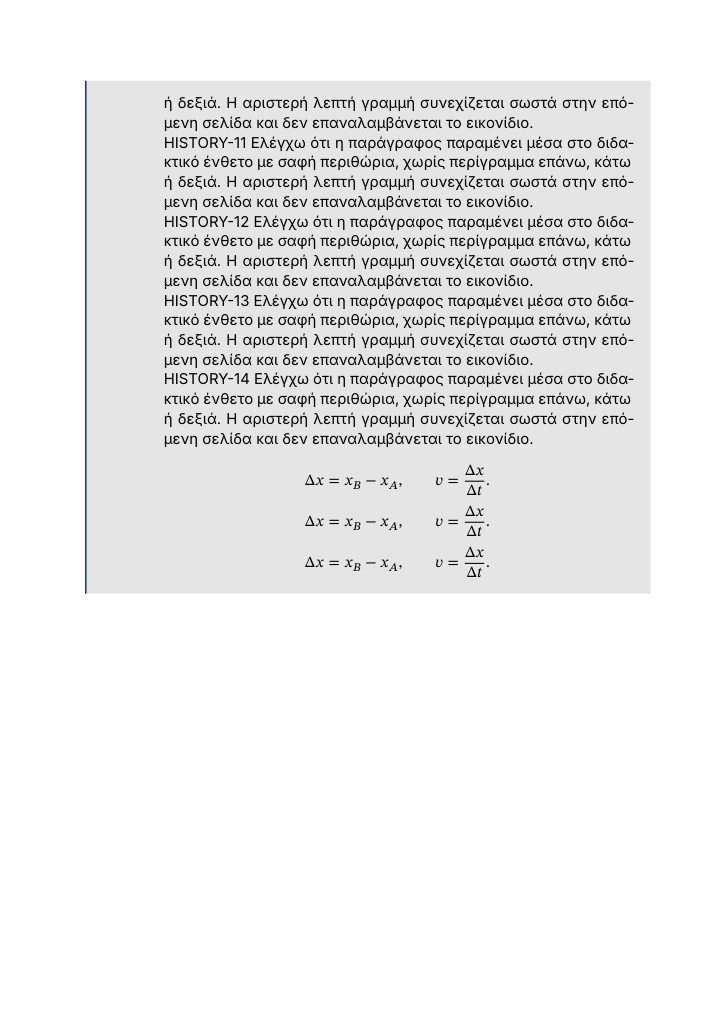 ή δεξιά. Η αριστερή λεπτή γραμμή συνεχίζεται σωστά στην επό-
μενη σελίδα και δεν επαναλαμβάνεται το εικονίδιο.
HISTORY-11 Ελέγχω ότι η παράγραφος παραμένει μέσα στο διδα-
κτικό ένθετο με σαφή περιθώρια, χωρίς περίγραμμα επάνω, κάτω
ή δεξιά. Η αριστερή λεπτή γραμμή συνεχίζεται σωστά στην επό-
μενη σελίδα και δεν επαναλαμβάνεται το εικονίδιο.
HISTORY-12 Ελέγχω ότι η παράγραφος παραμένει μέσα στο διδα-
κτικό ένθετο με σαφή περιθώρια, χωρίς περίγραμμα επάνω, κάτω
ή δεξιά. Η αριστερή λεπτή γραμμή συνεχίζεται σωστά στην επό-
μενη σελίδα και δεν επαναλαμβάνεται το εικονίδιο.
HISTORY-13 Ελέγχω ότι η παράγραφος παραμένει μέσα στο διδα-
κτικό ένθετο με σαφή περιθώρια, χωρίς περίγραμμα επάνω, κάτω
ή δεξιά. Η αριστερή λεπτή γραμμή συνεχίζεται σωστά στην επό-
μενη σελίδα και δεν επαναλαμβάνεται το εικονίδιο.
HISTORY-14 Ελέγχω ότι η παράγραφος παραμένει μέσα στο διδα-
κτικό ένθετο με σαφή περιθώρια, χωρίς περίγραμμα επάνω, κάτω
ή δεξιά. Η αριστερή λεπτή γραμμή συνεχίζεται σωστά στην επό-
μενη σελίδα και δεν επαναλαμβάνεται το εικονίδιο.
Δx = x_B − x_A, υ = Δx/Δt.
Δx = x_B − x_A, υ = Δx/Δt.
Δx = x_B − x_A, υ = Δx/Δt.